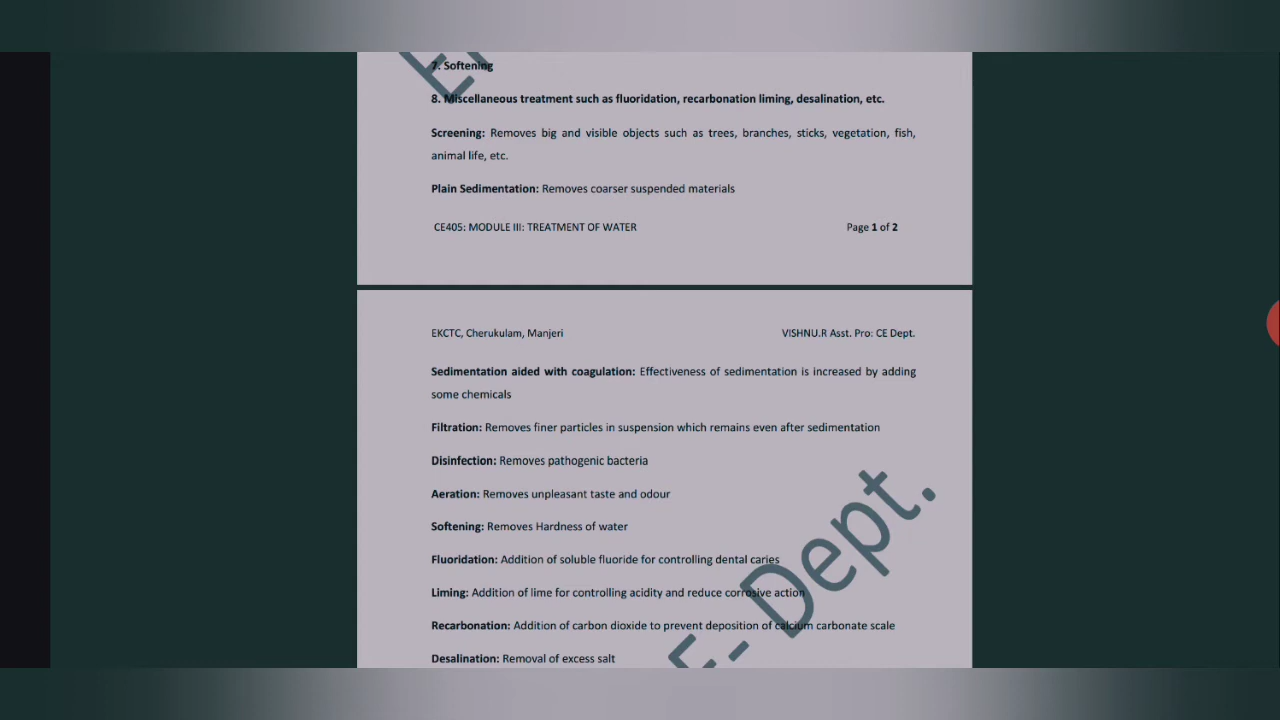 7. Softening
8. Miscellaneous treatment such as fluoridation, recarbonation liming, desalination, etc.
Screening: Removes big and visible objects such as trees, branches, sticks, vegetation, fish,
animal life, etc.
Plain Sedimentation: Removes coarser suspended materials
CE405: MODULE III: TREATMENT OF WATER Page 1 of 2
EKCTC, Cherukulam, Manjeri VISHNU.R Asst. Pro: CE Dept.
Sedimentation aided with coagulation: Effectiveness of sedimentation is increased by adding
some chemicals
Filtration: Removes finer particles in suspension which remains even after sedimentation
Disinfection: Removes pathogenic bacteria
Aeration: Removes unpleasant taste and odour
Softening: Removes Hardness of water
Fluoridation: Addition of soluble fluoride for controlling dental caries
Liming: Addition of lime for controlling acidity and reduce corrosive action
Recarbonation: Addition of carbon dioxide to prevent deposition of calcium carbonate scale
Desalination: Removal of excess salt
Dept.